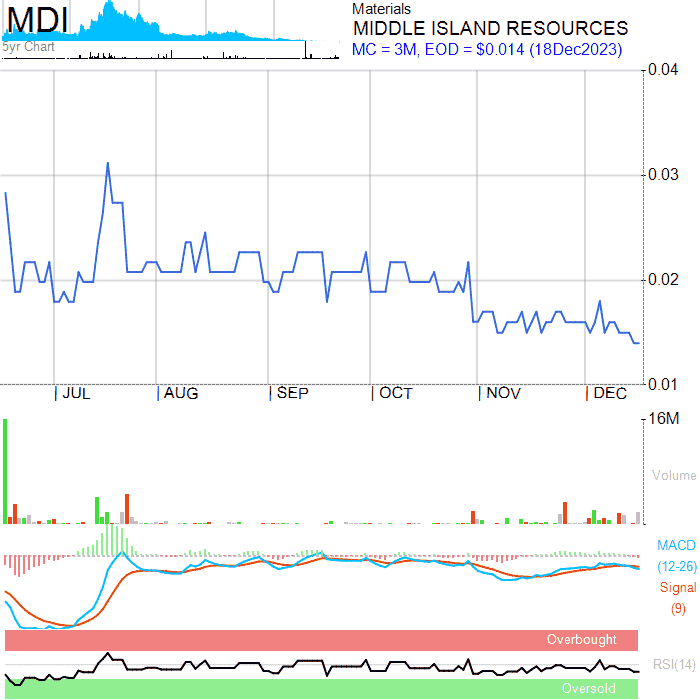 MDI
5yr Chart
Materials
MIDDLE ISLAND RESOURCES
MC = 3M, EOD = $0.014 (18Dec2023)
0.04
0.03
0.02
0.01
JUL AUG SEP OCT NOV DEC
16M
Volume
MACD
(12-26)
Signal
(9)
Overbought
RSI(14)
Oversold